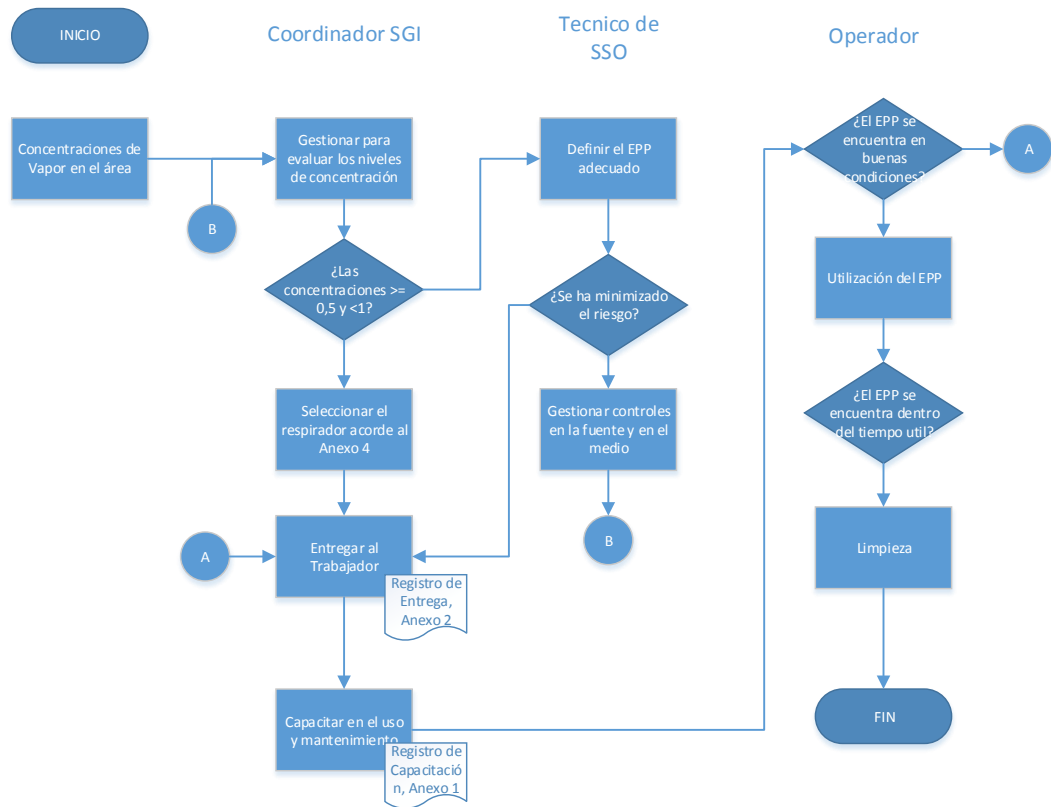 INICIO
Coordinador SGI
Tecnico de
SSO
Operador
Concentraciones de
Vapor en el área
Gestionar para
evaluar los niveles
de concentración
Definir el EPP
adecuado
¿El EPP se
encuentra en
buenas
condiciones?
A
B
¿Las
concentraciones >=
0,5 y <1?
¿Se ha minimizado
el riesgo?
Utilización del EPP
Seleccionar el
respirador acorde al
Anexo 4
Gestionar controles
en la fuente y en el
medio
¿El EPP se
encuentra dentro
del tiempo util?
A
Entregar al
Trabajador
Registro de
Entrega,
Anexo 2
B
Limpieza
Capacitar en el uso
y mantenimiento
Registro de
Capacitació
n, Anexo 1
FIN